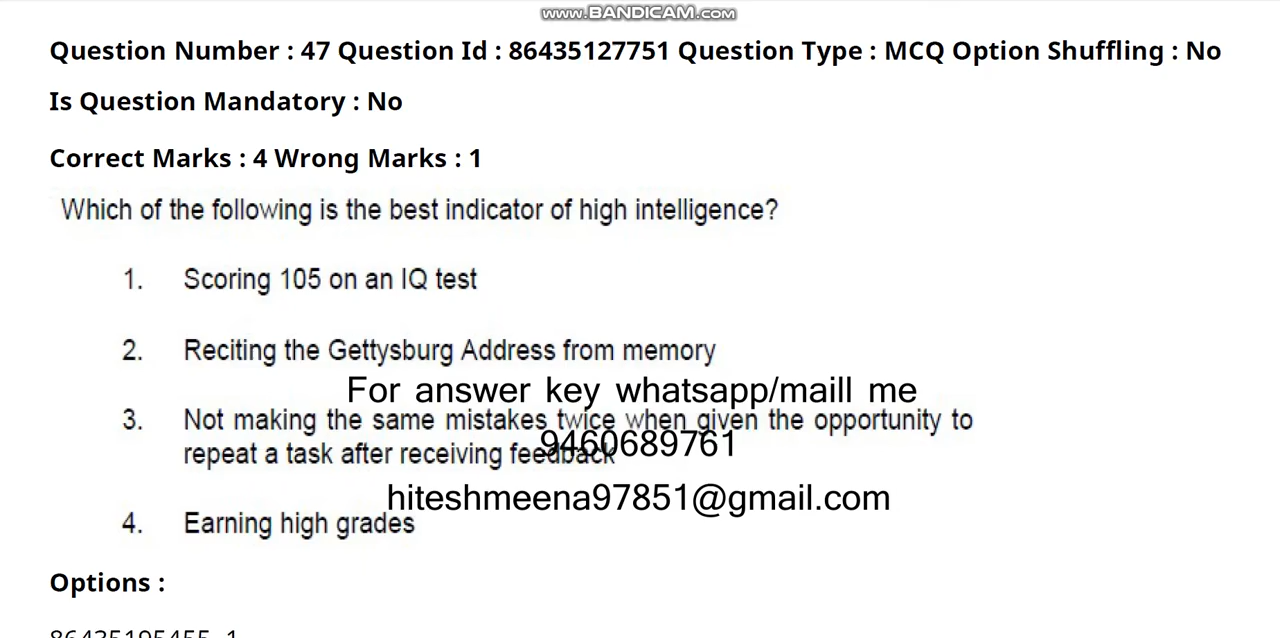 www.BANDICAM.com
Question Number : 47 Question Id : 86435127751 Question Type : MCQ Option Shuffling : No
Is Question Mandatory : No
Correct Marks : 4 Wrong Marks : 1
Which of the following is the best indicator of high intelligence?
1. Scoring 105 on an IQ test
2. Reciting the Gettysburg Address from memory
For answer key whatsapp/maill me
3. Not making the same mistakes twice when given the opportunity to
9460689761
repeat a task after receiving feedback
hiteshmeena97851@gmail.com
4. Earning high grades
Options :
86435195455. 1